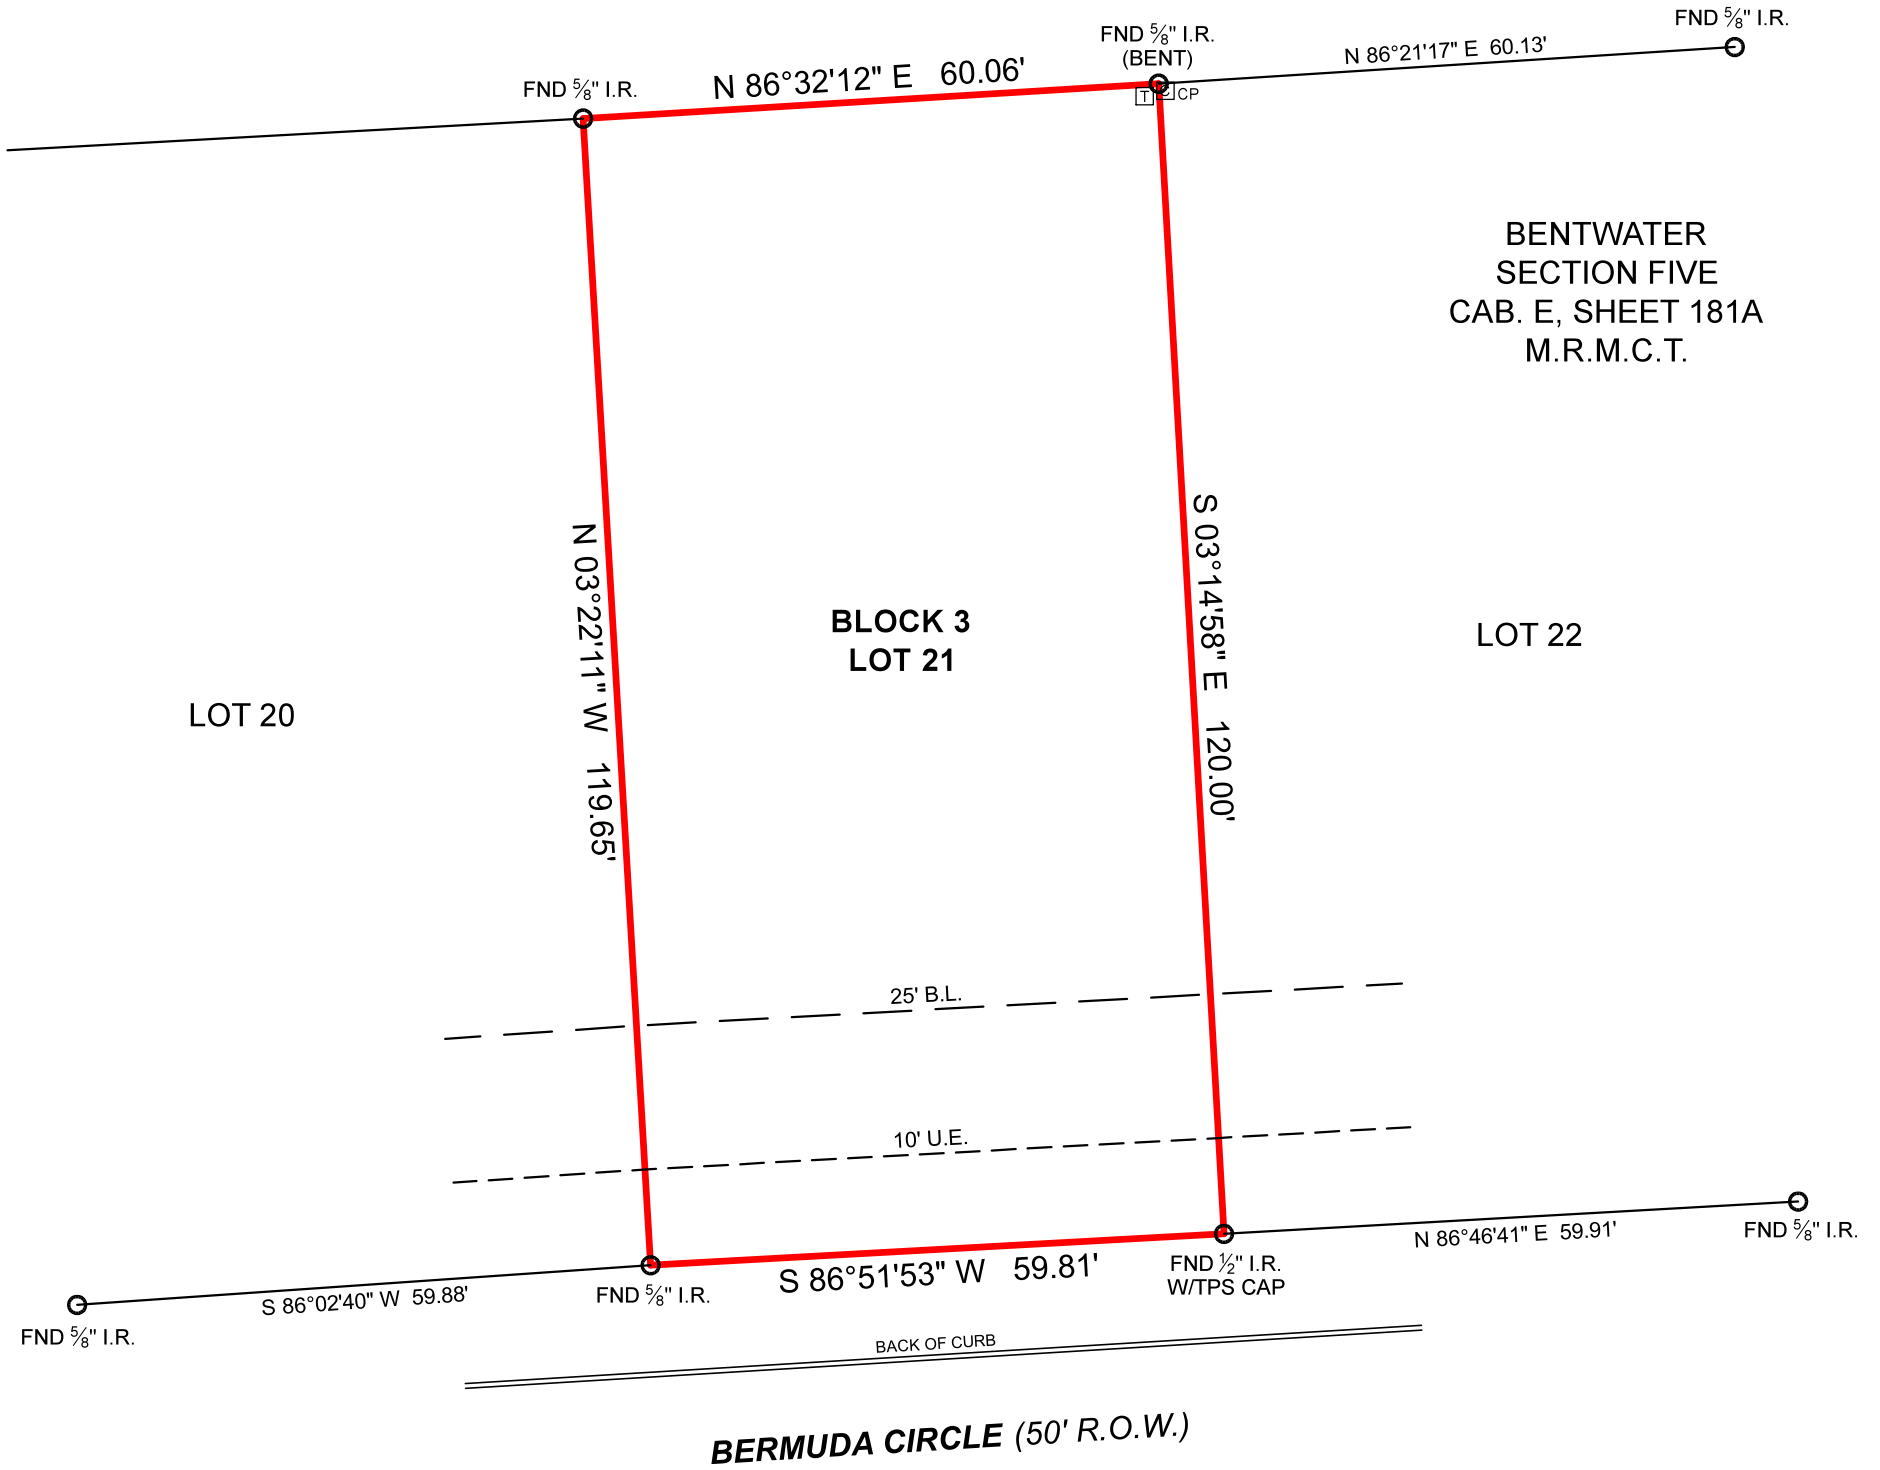 FND 5/8" I.R.
FND 5/8" I.R.
(BENT)
N 86°21'17" E 60.13'
N 86°32'12" E 60.06'
FND 5/8" I.R.
T
C
CP
BENTWATER
SECTION FIVE
CAB. E, SHEET 181A
M.R.M.C.T.
N 03°22'11" W 119.65'
S 03°14'58" E 120.00'
BLOCK 3
LOT 21
LOT 22
LOT 20
25' B.L.
10' U.E.
N 86°46'41" E 59.91'
FND 5/8" I.R.
FND 1/2" I.R.
W/TPS CAP
S 86°51'53" W 59.81'
FND 5/8" I.R.
S 86°02'40" W 59.88'
FND 5/8" I.R.
BACK OF CURB
BERMUDA CIRCLE (50' R.O.W.)